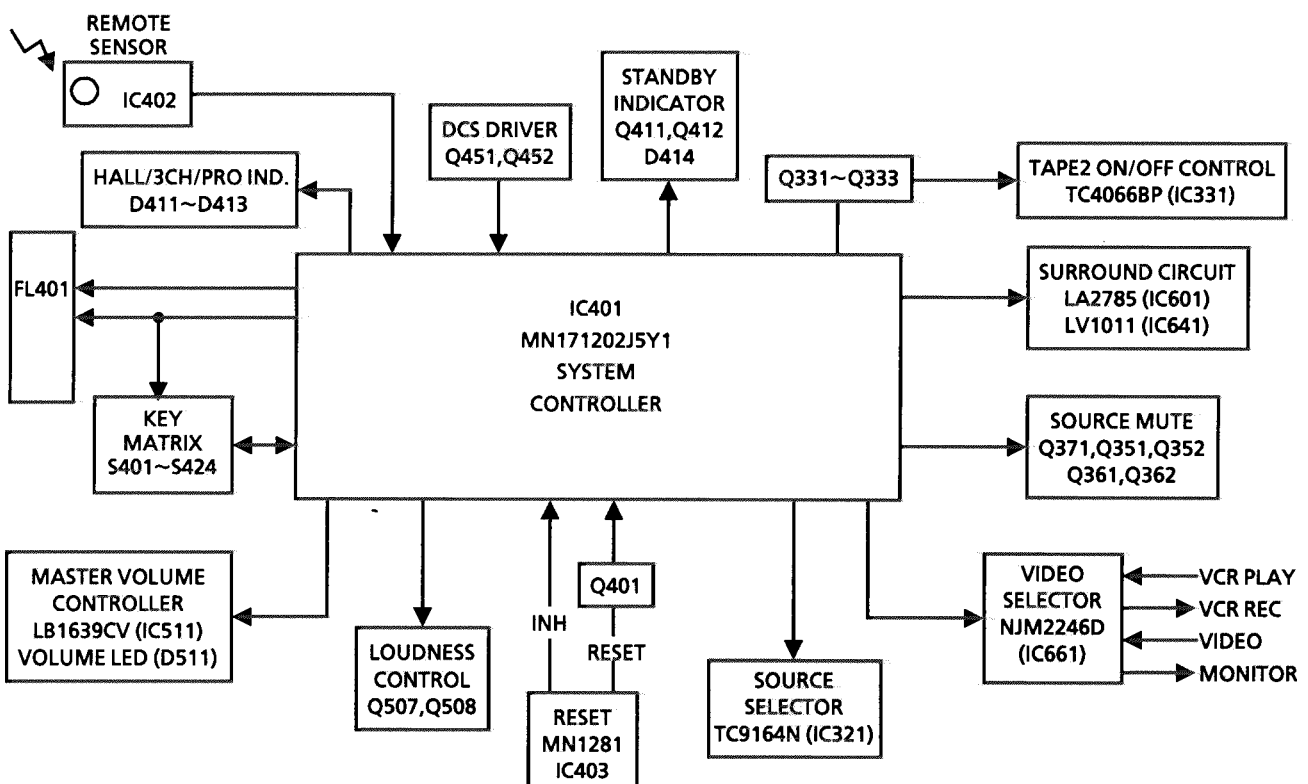 REMOTE
SENSOR
IC402
HALL/3CH/PRO IND.
D411~D413
DCS DRIVER
Q451,Q452
STANDBY
INDICATOR
Q411,Q412
D414
Q331~Q333
TAPE2 ON/OFF CONTROL
TC4066BP (IC331)
FL401
IC401
MN171202J5Y1
SYSTEM
CONTROLLER
SURROUND CIRCUIT
LA2785 (IC601)
LV1011 (IC641)
KEY
MATRIX
S401~S424
SOURCE MUTE
Q371,Q351,Q352
Q361,Q362
MASTER VOLUME
CONTROLLER
LB1639CV (IC511)
VOLUME LED (D511)
LOUDNESS
CONTROL
Q507,Q508
INH
Q401
RESET
RESET
MN1281
IC403
SOURCE
SELECTOR
TC9164N (IC321)
VIDEO
SELECTOR
NJM2246D
(IC661)
VCR PLAY
VCR REC
VIDEO
MONITOR